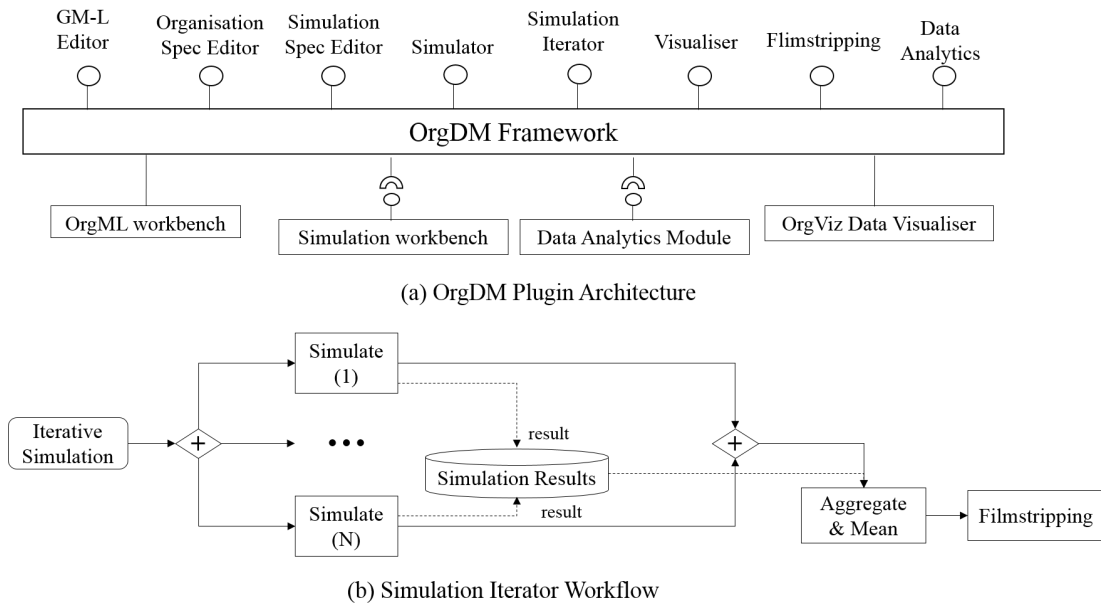 GM-L
Editor
Organisation
Spec Editor
Simulation
Spec Editor
Simulator
Simulation
Iterator
Visualiser
Flimstripping
Data
Analytics
OrgDM Framework
OrgML workbench
Simulation workbench
Data Analytics Module
OrgViz Data Visualiser
(a) OrgDM Plugin Architecture
Iterative
Simulation
+
Simulate
(1)
•••
result
Simulation Results
result
Simulate
(N)
+
Aggregate
& Mean
Filmstripping
(b) Simulation Iterator Workflow